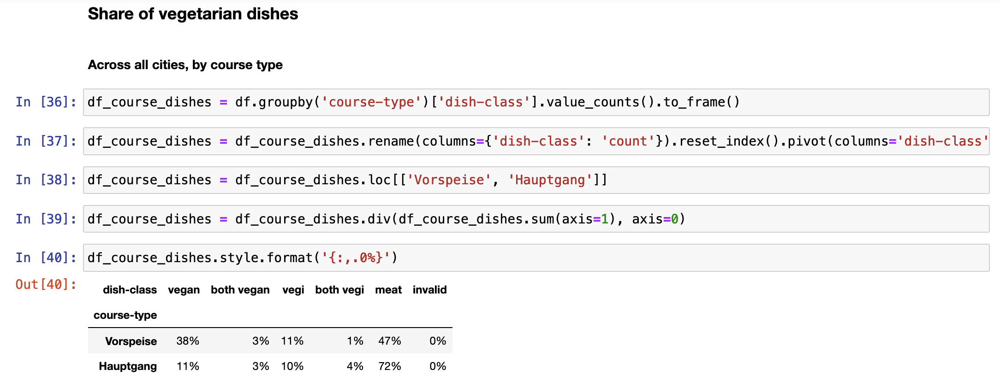 Share of vegetarian dishes
Across all cities, by course type
In [36]: df_course_dishes = df.groupby('course-type')['dish-class'].value_counts().to_frame()
In [37]: df_course_dishes = df_course_dishes.rename(columns={'dish-class': 'count'}).reset_index().pivot(columns='dish-class'
In [38]: df_course_dishes = df_course_dishes.loc[['Vorspeise', 'Hauptgang']]
In [39]: df_course_dishes = df_course_dishes.div(df_course_dishes.sum(axis=1), axis=0)
In [40]: df_course_dishes.style.format('{:,.0%}')
Out[40]:
dish-class vegan both vegan vegi both vegi meat invalid
course-type
Vorspeise 38% 3% 11% 1% 47% 0%
Hauptgang 11% 3% 10% 4% 72% 0%